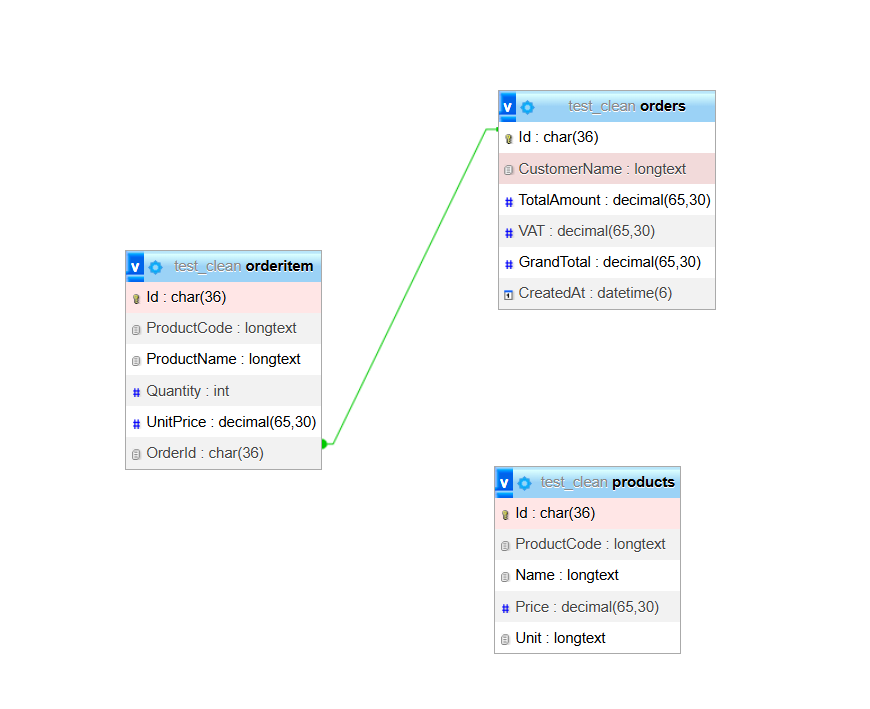 v test_clean orders
Id : char(36)
CustomerName : longtext
# TotalAmount : decimal(65,30)
# VAT : decimal(65,30)
# GrandTotal : decimal(65,30)
CreatedAt : datetime(6)
v test_clean orderitem
Id : char(36)
ProductCode : longtext
ProductName : longtext
# Quantity : int
# UnitPrice : decimal(65,30)
OrderId : char(36)
v test_clean products
Id : char(36)
ProductCode : longtext
Name : longtext
# Price : decimal(65,30)
Unit : longtext